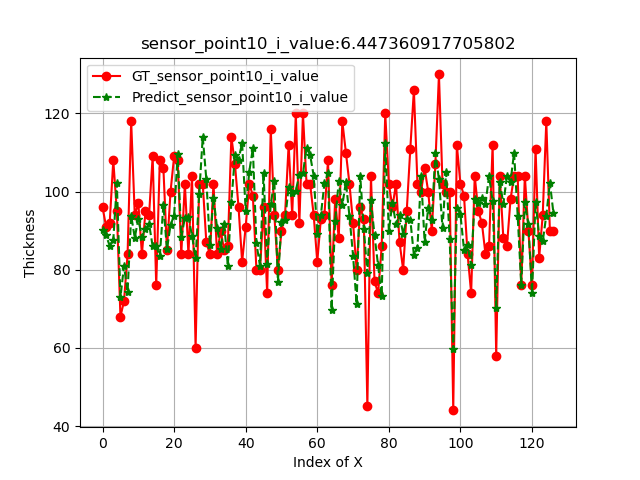 sensor_point10_i_value:6.447360917705802
GT_sensor_point10_i_value
Predict_sensor_point10_i_value
120
100
80
60
40
Thickness
0 20 40 60 80 100 120
Index of X